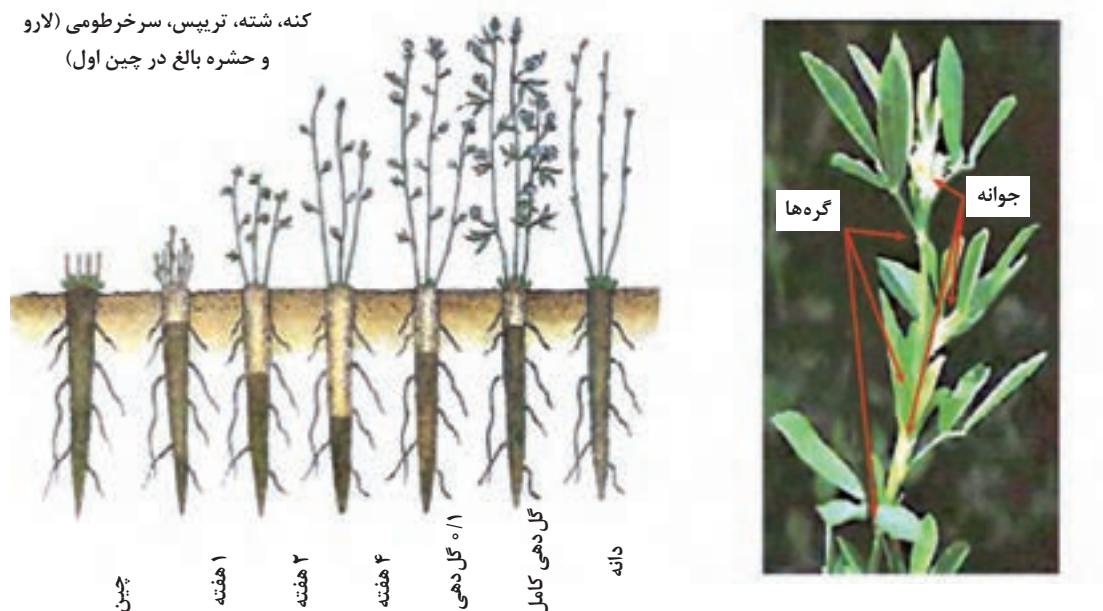 کنه، شته، تریپس، سرخرطومی (لارو
و حشره بالغ در چین اول)
جوانه
گره‌ها
چین
۱ هفته
۲ هفته
۴ هفته
۰/۱ گل‌دهی
گل‌دهی کامل
دانه